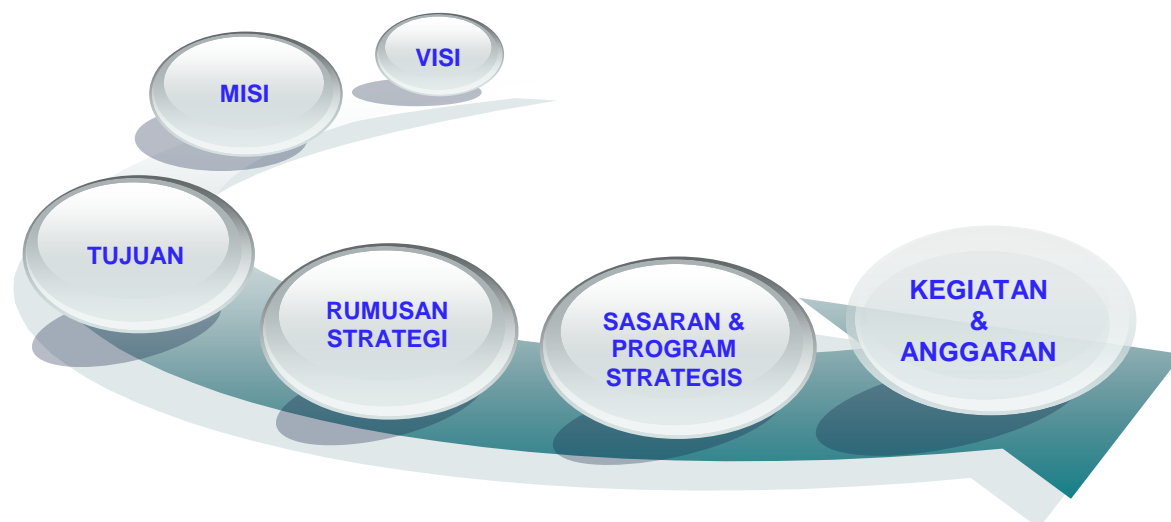 VISI
MISI
TUJUAN
RUMUSAN
STRATEGI
SASARAN &
PROGRAM
STRATEGIS
KEGIATAN
&
ANGGARAN